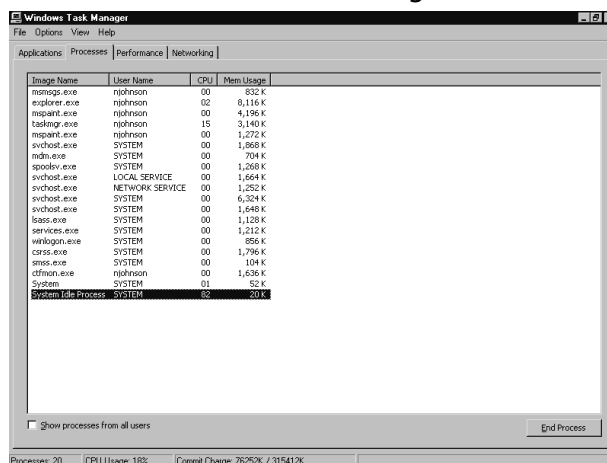 Windows Task Manager
File Options View Help
Applications Processes Performance Networking
Image Name User Name CPU Mem Usage
msmsgs.exe njohnson 00 832 K
explorer.exe njohnson 02 8,116 K
mspaint.exe njohnson 00 4,196 K
taskmgr.exe njohnson 15 3,140 K
mspaint.exe njohnson 00 1,272 K
svchost.exe SYSTEM 00 1,868 K
mdm.exe SYSTEM 00 704 K
spoolsv.exe SYSTEM 00 1,268 K
svchost.exe LOCAL SERVICE 00 1,664 K
svchost.exe NETWORK SERVICE 00 1,252 K
svchost.exe SYSTEM 00 6,324 K
svchost.exe SYSTEM 00 1,648 K
lsass.exe SYSTEM 00 1,128 K
services.exe SYSTEM 00 1,212 K
winlogon.exe SYSTEM 00 856 K
csrss.exe SYSTEM 00 1,796 K
smss.exe SYSTEM 00 104 K
ctfmon.exe njohnson 00 1,636 K
System SYSTEM 01 52 K
System Idle Process SYSTEM 82 20 K
Show processes from all users End Process
Processes: 20 CPU Usage: 18% Commit Charge: 76252K / 315412K